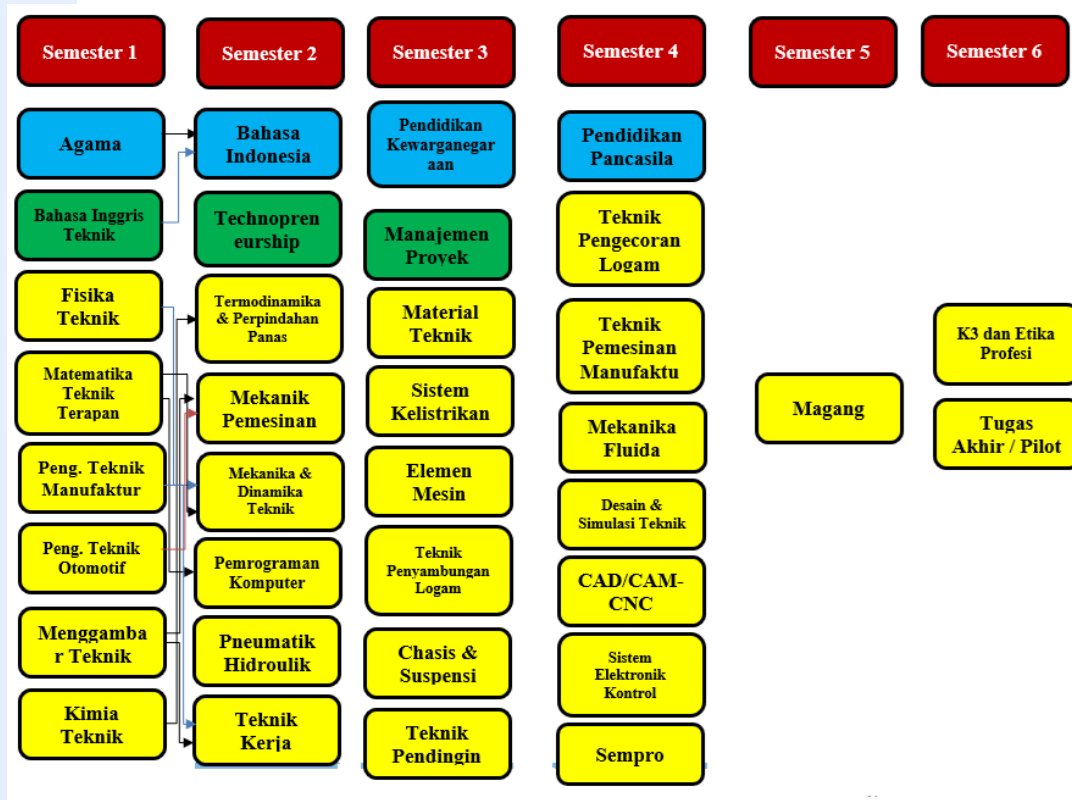 Semester 1
Semester 2
Semester 3
Semester 4
Semester 5
Semester 6
Agama
Bahasa
Indonesia
Pendidikan
Kewarganegar
aan
Pendidikan
Pancasila
Bahasa Inggris
Teknik
Technopren
eurship
Manajemen
Proyek
Teknik
Pengecoran
Logam
Fisika
Teknik
Termodinamika
& Perpindahan
Panas
Material
Teknik
Teknik
Pemesinan
Manufaktu
K3 dan Etika
Profesi
Matematika
Teknik
Terapan
Mekanik
Pemesinan
Sistem
Kelistrikan
Mekanika
Fluida
Magang
Tugas
Akhir / Pilot
Peng. Teknik
Manufaktur
Mekanika &
Dinamika
Teknik
Elemen
Mesin
Desain &
Simulasi Teknik
Peng. Teknik
Otomotif
Pemrograman
Komputer
Teknik
Penyambungan
Logam
CAD/CAM-
CNC
Menggamba
r Teknik
Pneumatik
Hidroulik
Chasis &
Suspensi
Sistem
Elektronik
Kontrol
Kimia
Teknik
Teknik
Kerja
Teknik
Pendingin
Sempro